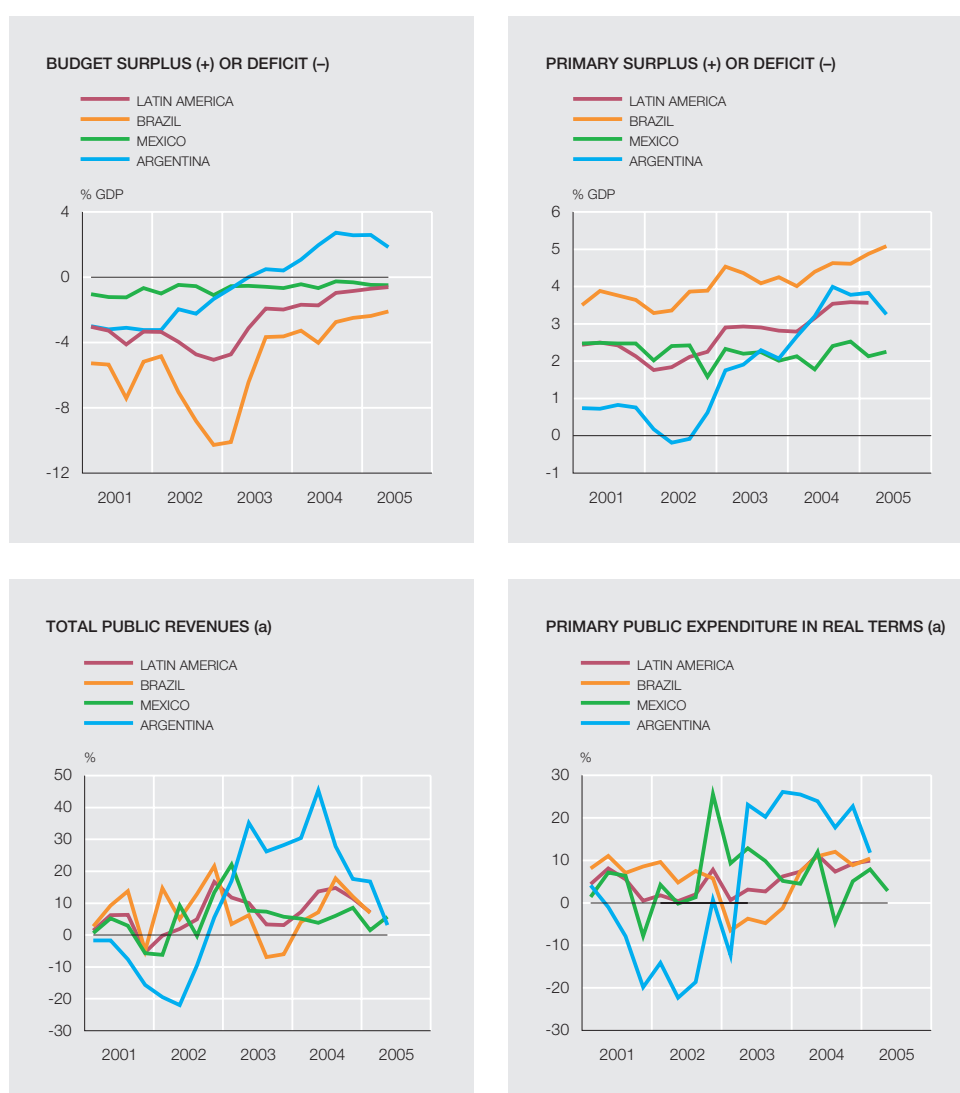 BUDGET SURPLUS (+) OR DEFICIT (–)
LATIN AMERICA
BRAZIL
MEXICO
ARGENTINA
% GDP
4
0
-4
-8
-12
2001 2002 2003 2004 2005
PRIMARY SURPLUS (+) OR DEFICIT (–)
LATIN AMERICA
BRAZIL
MEXICO
ARGENTINA
% GDP
6
5
4
3
2
1
0
-1
2001 2002 2003 2004 2005
TOTAL PUBLIC REVENUES (a)
LATIN AMERICA
BRAZIL
MEXICO
ARGENTINA
%
50
40
30
20
10
0
-10
-20
-30
2001 2002 2003 2004 2005
PRIMARY PUBLIC EXPENDITURE IN REAL TERMS (a)
LATIN AMERICA
BRAZIL
MEXICO
ARGENTINA
%
30
20
10
0
-10
-20
-30
2001 2002 2003 2004 2005